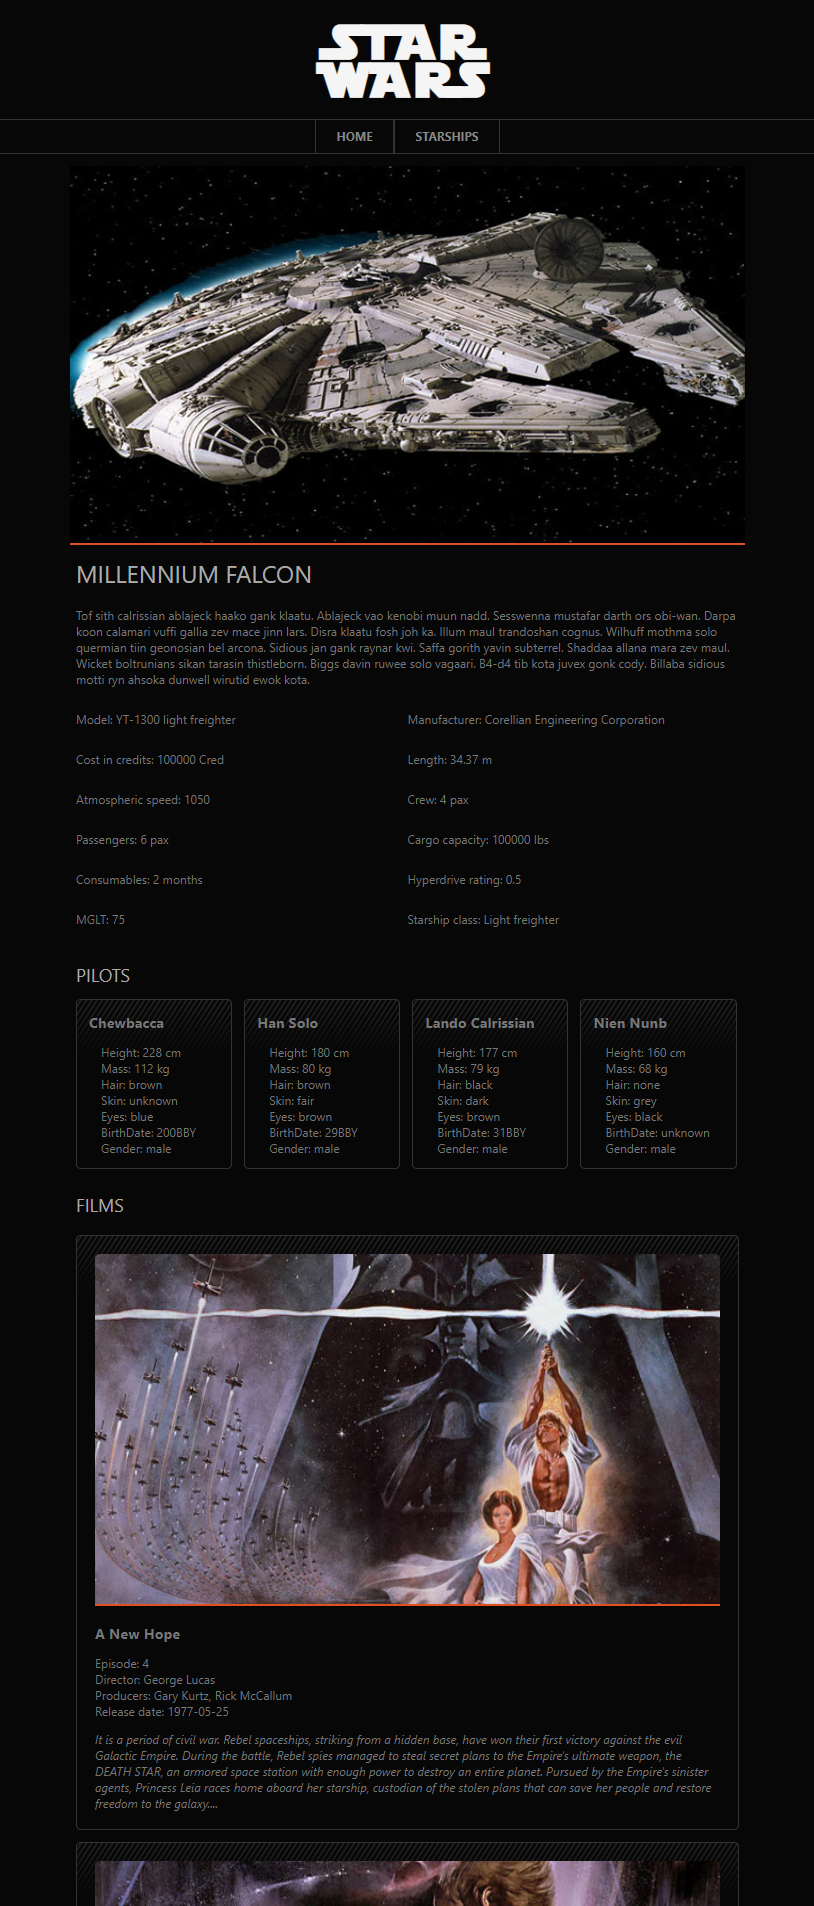 STAR
WARS
HOME STARSHIPS
MILLENNIUM FALCON
Tof sith calrissian ablajeck haako gank klaatu. Ablajeck vao kenobi muun nadd. Sesswenna mustafar darth ors obi-wan. Darpa
koon calamari vuffi gallia zev mace jinn lars. Disra klaatu fosh joh ka. Illum maul trandoshan cognus. Wilhuff mothma solo
quermian tiin geonosian bel arcona. Sidious jan gank raynar kwi. Saffa gorith yavin subterrel. Shaddaa allana mara zev maul.
Wicket boltrunians sikan tarasin thistleborn. Biggs davin ruwee solo vagaari. B4-d4 tib kota juvex gonk cody. Billaba sidious
motti ryn ahsoka dunwell wirutid ewok kota.
Model: YT-1300 light freighter
Manufacturer: Corellian Engineering Corporation
Cost in credits: 100000 Cred
Length: 34.37 m
Atmospheric speed: 1050
Crew: 4 pax
Passengers: 6 pax
Cargo capacity: 100000 lbs
Consumables: 2 months
Hyperdrive rating: 0.5
MGLT: 75
Starship class: Light freighter
PILOTS
Chewbacca
Height: 228 cm
Mass: 112 kg
Hair: brown
Skin: unknown
Eyes: blue
BirthDate: 200BBY
Gender: male
Han Solo
Height: 180 cm
Mass: 80 kg
Hair: brown
Skin: fair
Eyes: brown
BirthDate: 29BBY
Gender: male
Lando Calrissian
Height: 177 cm
Mass: 79 kg
Hair: black
Skin: dark
Eyes: brown
BirthDate: 31BBY
Gender: male
Nien Nunb
Height: 160 cm
Mass: 68 kg
Hair: none
Skin: grey
Eyes: black
BirthDate: unknown
Gender: male
FILMS
A New Hope
Episode: 4
Director: George Lucas
Producers: Gary Kurtz, Rick McCallum
Release date: 1977-05-25
It is a period of civil war. Rebel spaceships, striking from a hidden base, have won their first victory against the evil
Galactic Empire. During the battle, Rebel spies managed to steal secret plans to the Empire's ultimate weapon, the
DEATH STAR, an armored space station with enough power to destroy an entire planet. Pursued by the Empire's sinister
agents, Princess Leia races home aboard her starship, custodian of the stolen plans that can save her people and restore
freedom to the galaxy....